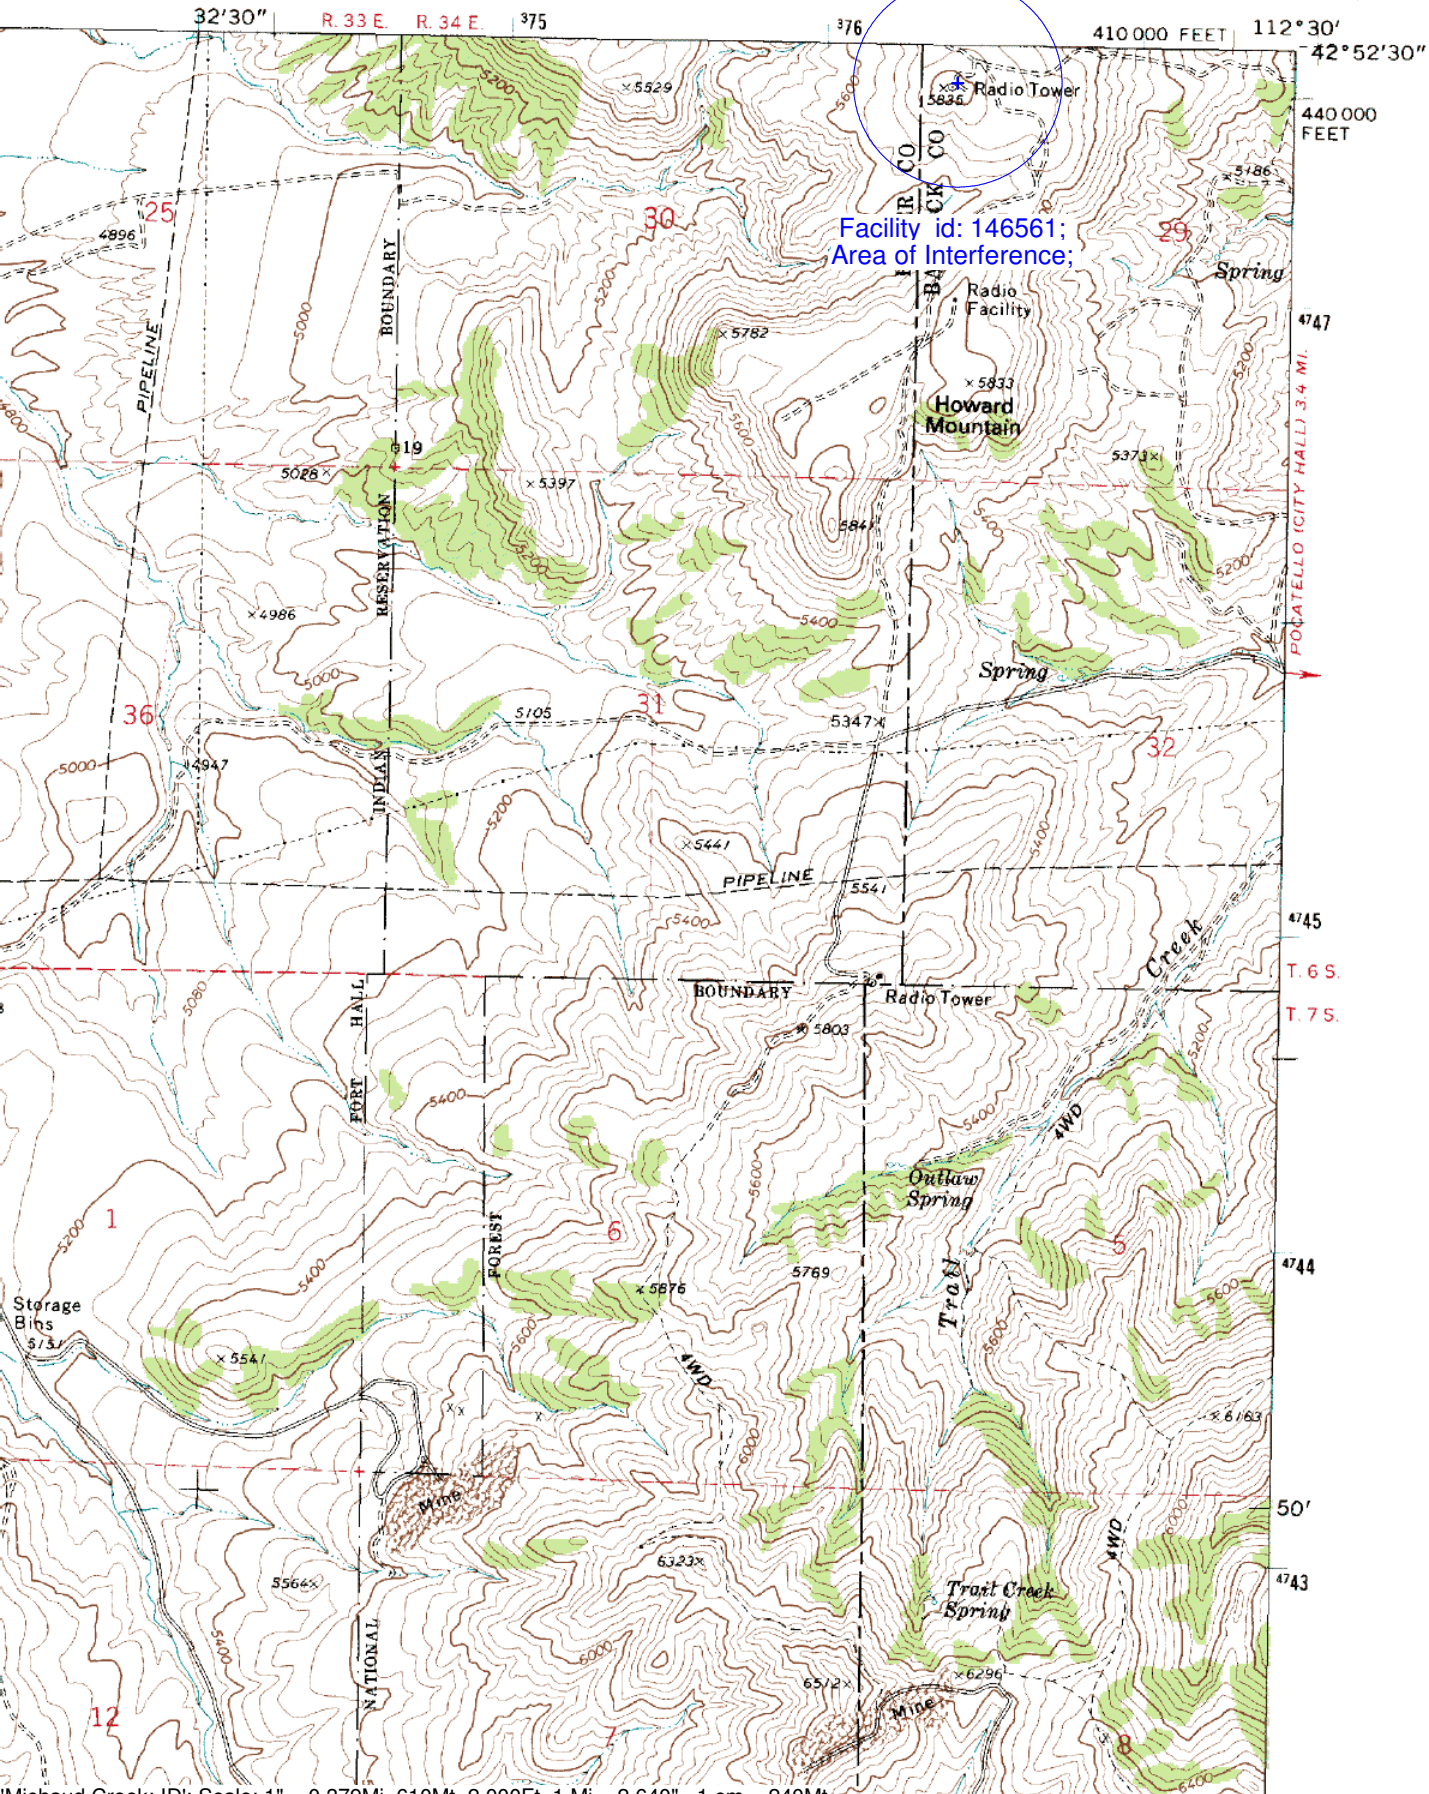 32'30"
R. 33 E.
R. 34 E.
375
376
410 000 FEET
112°30'
42°52'30"
5200
×5529
5600
5835
Radio Tower
440 000
FEET
CO
CO
5186
25
4896
30
29
Facility id: 146561;
Area of Interference;
Spring
BOUNDARY
5200
5000
Radio
Facility
4747
PIPELINE
×5782
5200
×5833
Howard
Mountain
4800
5600
19
5028×
×5397
5373×
POCATELLO (CITY HALL) 3.4 MI.
RESERVATION
5841
5400
5200
5200
×4986
5400
5000
Spring
36
31
5105
5347×
32
5000
4947
INDIAN
5200
×5441
5400
PIPELINE
5541
5400
4745
Creek
T. 6 S.
5080
BOUNDARY
Radio Tower
HALL
T. 7 S.
×5803
5200
FORT
5400
5400
4WD
5600
Outlaw
Spring
1
5200
6
5
FOREST
5400
5769
4744
Storage
Bins
5151
×5876
Trail
5600
5600
5600
×5541
4WD
×6163
6000
Mine
50'
6000
4WD
6323×
5564×
4743
Trail Creek
Spring
5400
NATIONAL
6000
×6296
6512×
Mine
12
7
8
6400